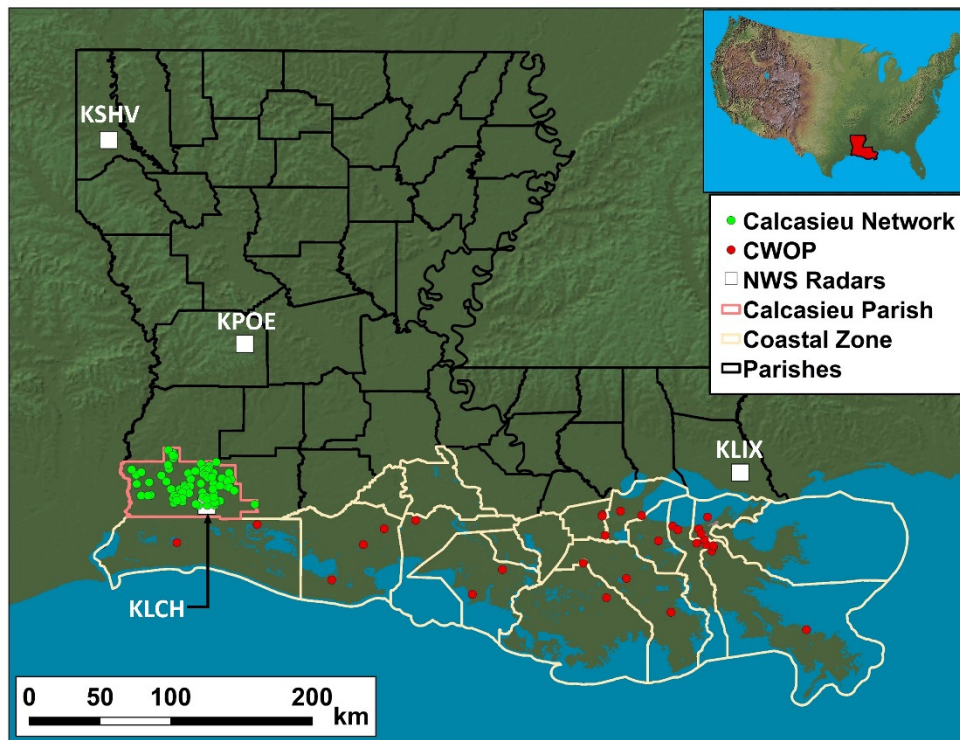 KSHV
Calcasieu Network
CWOP
NWS Radars
Calcasieu Parish
Coastal Zone
Parishes
KPOE
KLIX
KLCH
0 50 100 200
km